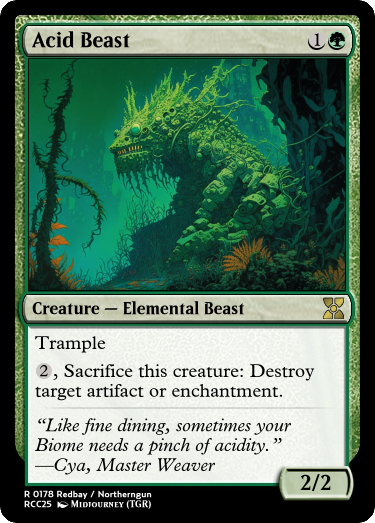 Acid Beast 1
Creature — Elemental Beast
Trample
2, Sacrifice this creature: Destroy
target artifact or enchantment.
“Like fine dining, sometimes your
Biome needs a pinch of acidity.”
—Cya, Master Weaver
2/2
R 0178 Redbay / Northerngun
RCC25 Midjourney (TGR)